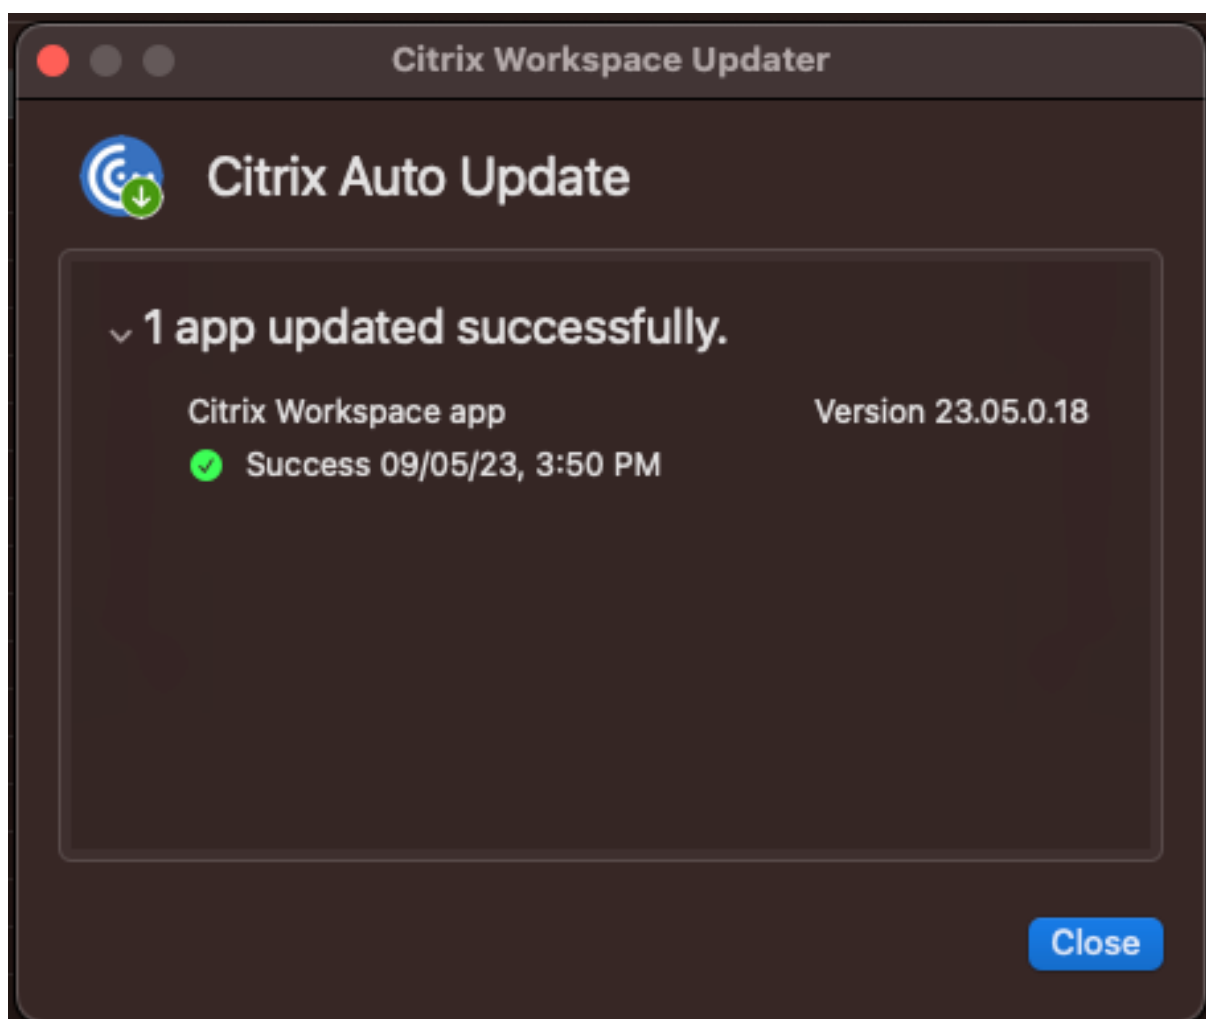 Citrix Workspace Updater
Citrix Auto Update
1 app updated successfully.
Citrix Workspace app Version 23.05.0.18
Success 09/05/23, 3:50 PM
Close